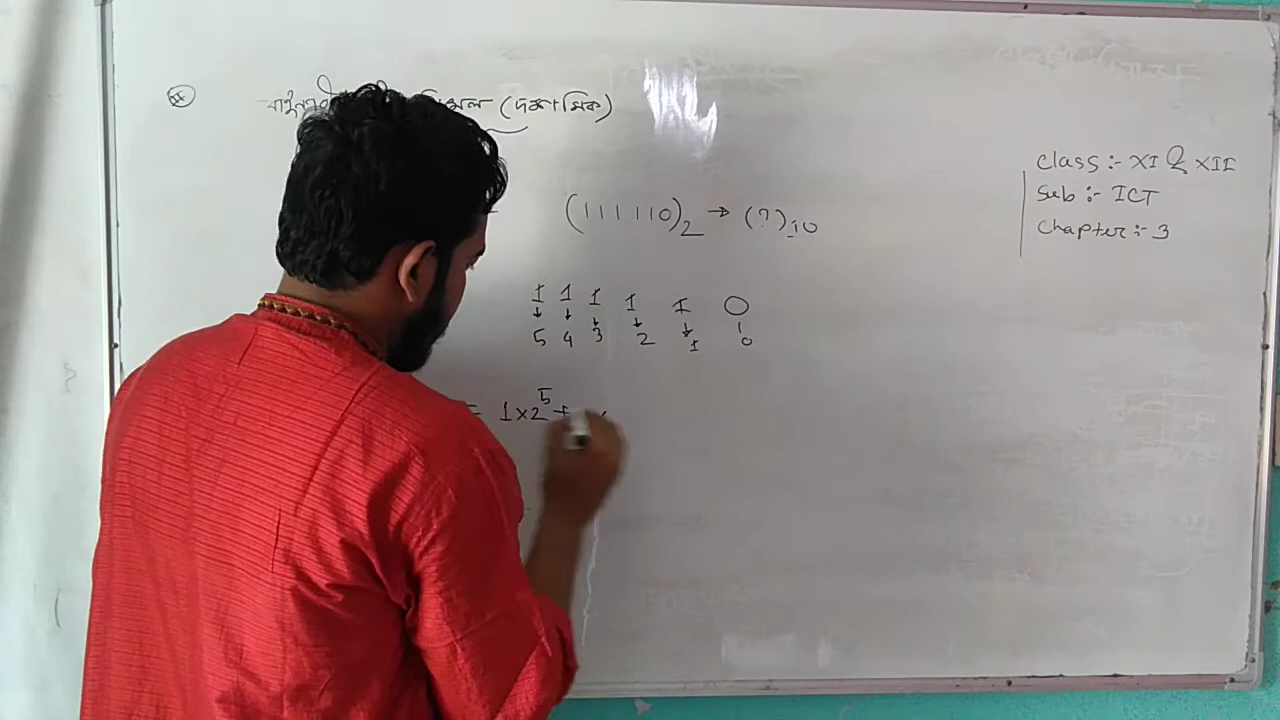 (দশমিক)
Class :- XI & XII
Sub :- ICT
Chapter :- 3
(111110)₂ → (?)₁₀
1 1 1 1 1 0
↓ ↓ ↓ ↓ ↓ |
5 4 3 2 1 0
= 1×2⁵+